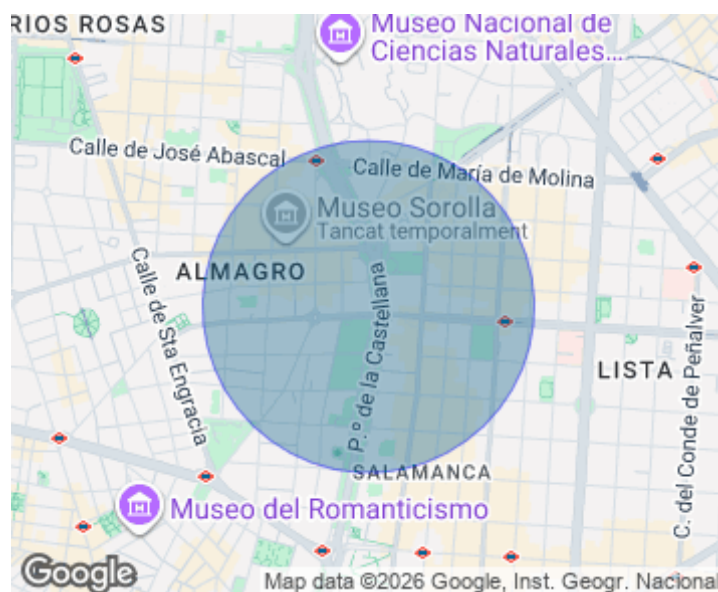 RIOS ROSAS
Museo Nacional de
Ciencias Naturales...
Calle de José Abascal
Calle de María de Molina
Museo Sorolla
Tancat temporalment
ALMAGRO
Calle de Sta Engracia
P.º de la Castellana
LISTA
C. del Conde de Peñalver
SALAMANCA
Museo del Romanticismo
Google
Map data ©2026 Google, Inst. Geogr. Nacional